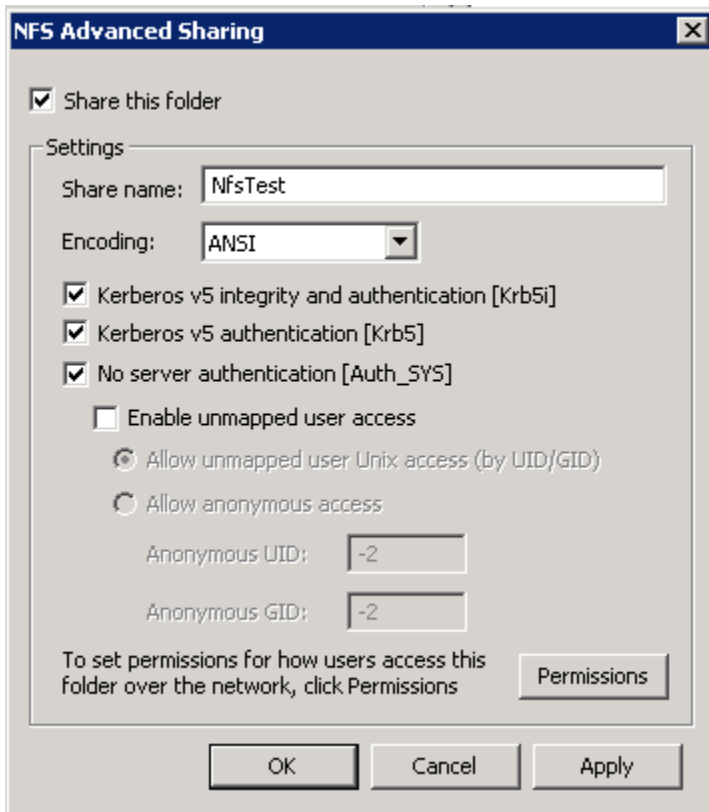 NFS Advanced Sharing
Share this folder
Settings
Share name: NfsTest
Encoding: ANSI
Kerberos v5 integrity and authentication [Krb5i]
Kerberos v5 authentication [Krb5]
No server authentication [Auth_SYS]
Enable unmapped user access
Allow unmapped user Unix access (by UID/GID)
Allow anonymous access
Anonymous UID: -2
Anonymous GID: -2
To set permissions for how users access this
folder over the network, click Permissions
Permissions
OK Cancel Apply